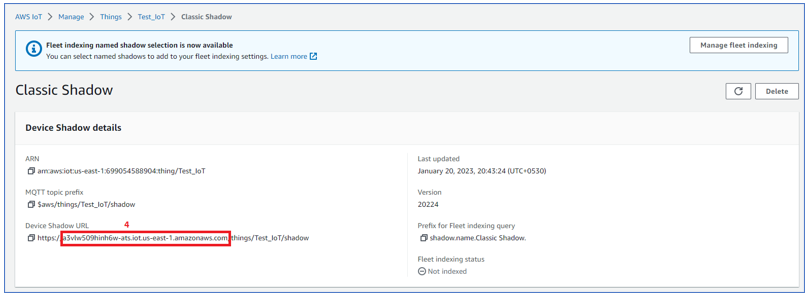 AWS IoT > Manage > Things > Test_IoT > Classic Shadow
Fleet indexing named shadow selection is now available
You can select named shadows to add to your fleet indexing settings. Learn more
Manage fleet indexing
Classic Shadow
Delete
Device Shadow details
ARN
arn:aws:iot:us-east-1:699054588904:thing/Test_IoT
MQTT topic prefix
$aws/things/Test_IoT/shadow
4
Device Shadow URL
https://a3vlw509hinh6w-ats.iot.us-east-1.amazonaws.com/things/Test_IoT/shadow
Last updated
January 20, 2023, 20:43:24 (UTC+0530)
Version
20224
Prefix for Fleet indexing query
shadow.name.Classic Shadow.
Fleet indexing status
Not indexed